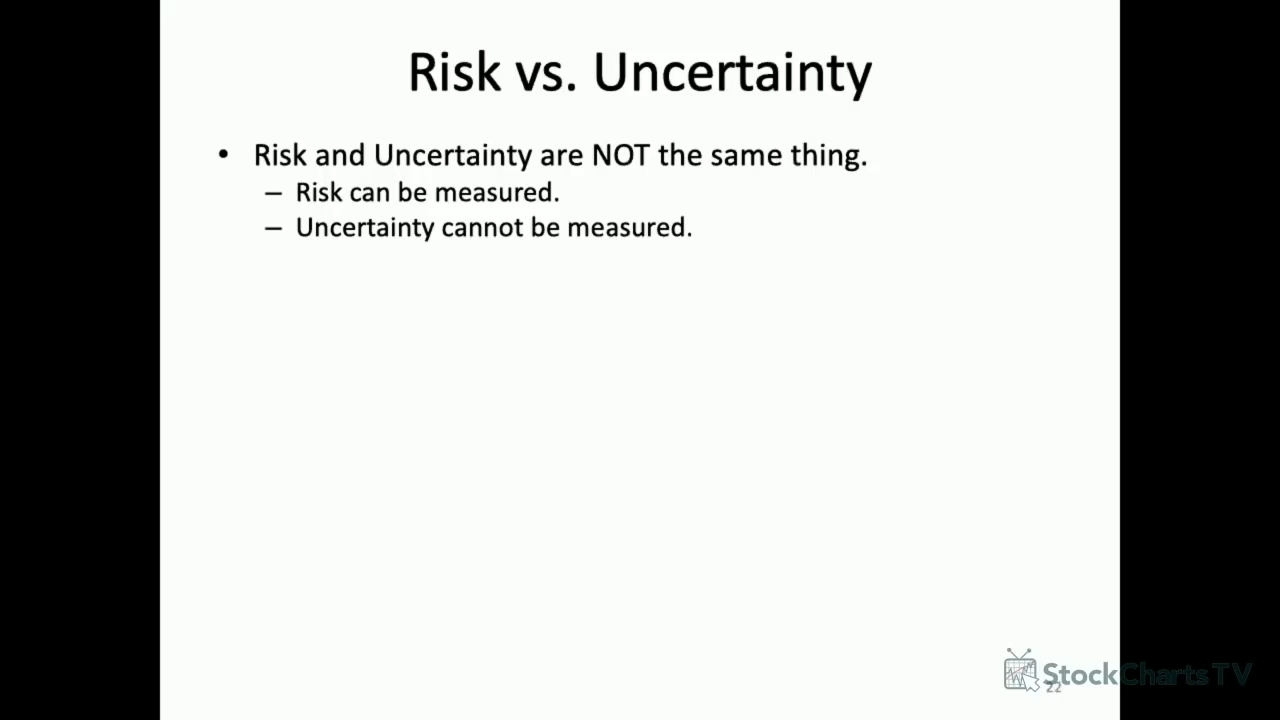 Risk vs. Uncertainty
• Risk and Uncertainty are NOT the same thing.
– Risk can be measured.
– Uncertainty cannot be measured.
StockChartsTV
22